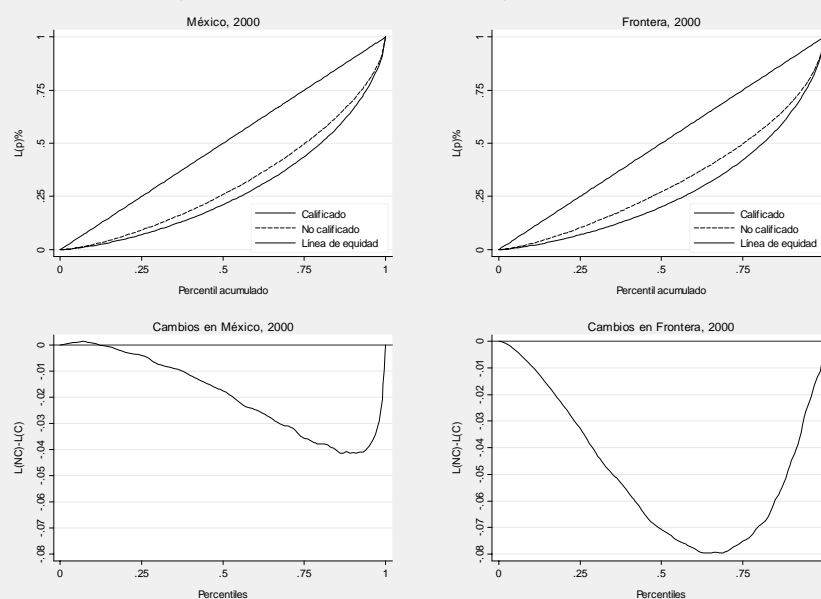 México, 2000
L(p)%
0
.25
.5
.75
1
Calificado
No calificado
Línea de equidad
0
.25
.5
.75
1
Percentil acumulado
Frontera, 2000
L(p)%
0
.25
.5
.75
1
Calificado
No calificado
Línea de equidad
0
.25
.5
.75
Percentil acumulado
Cambios en México, 2000
L(NC)-L(C)
-.08
-.07
-.06
-.05
-.04
-.03
-.02
-.01
0
0
.25
.5
.75
1
Percentiles
Cambios en Frontera, 2000
L(NC)-L(C)
-.08
-.07
-.06
-.05
-.04
-.03
-.02
-.01
0
0
.25
.5
.75
Percentiles